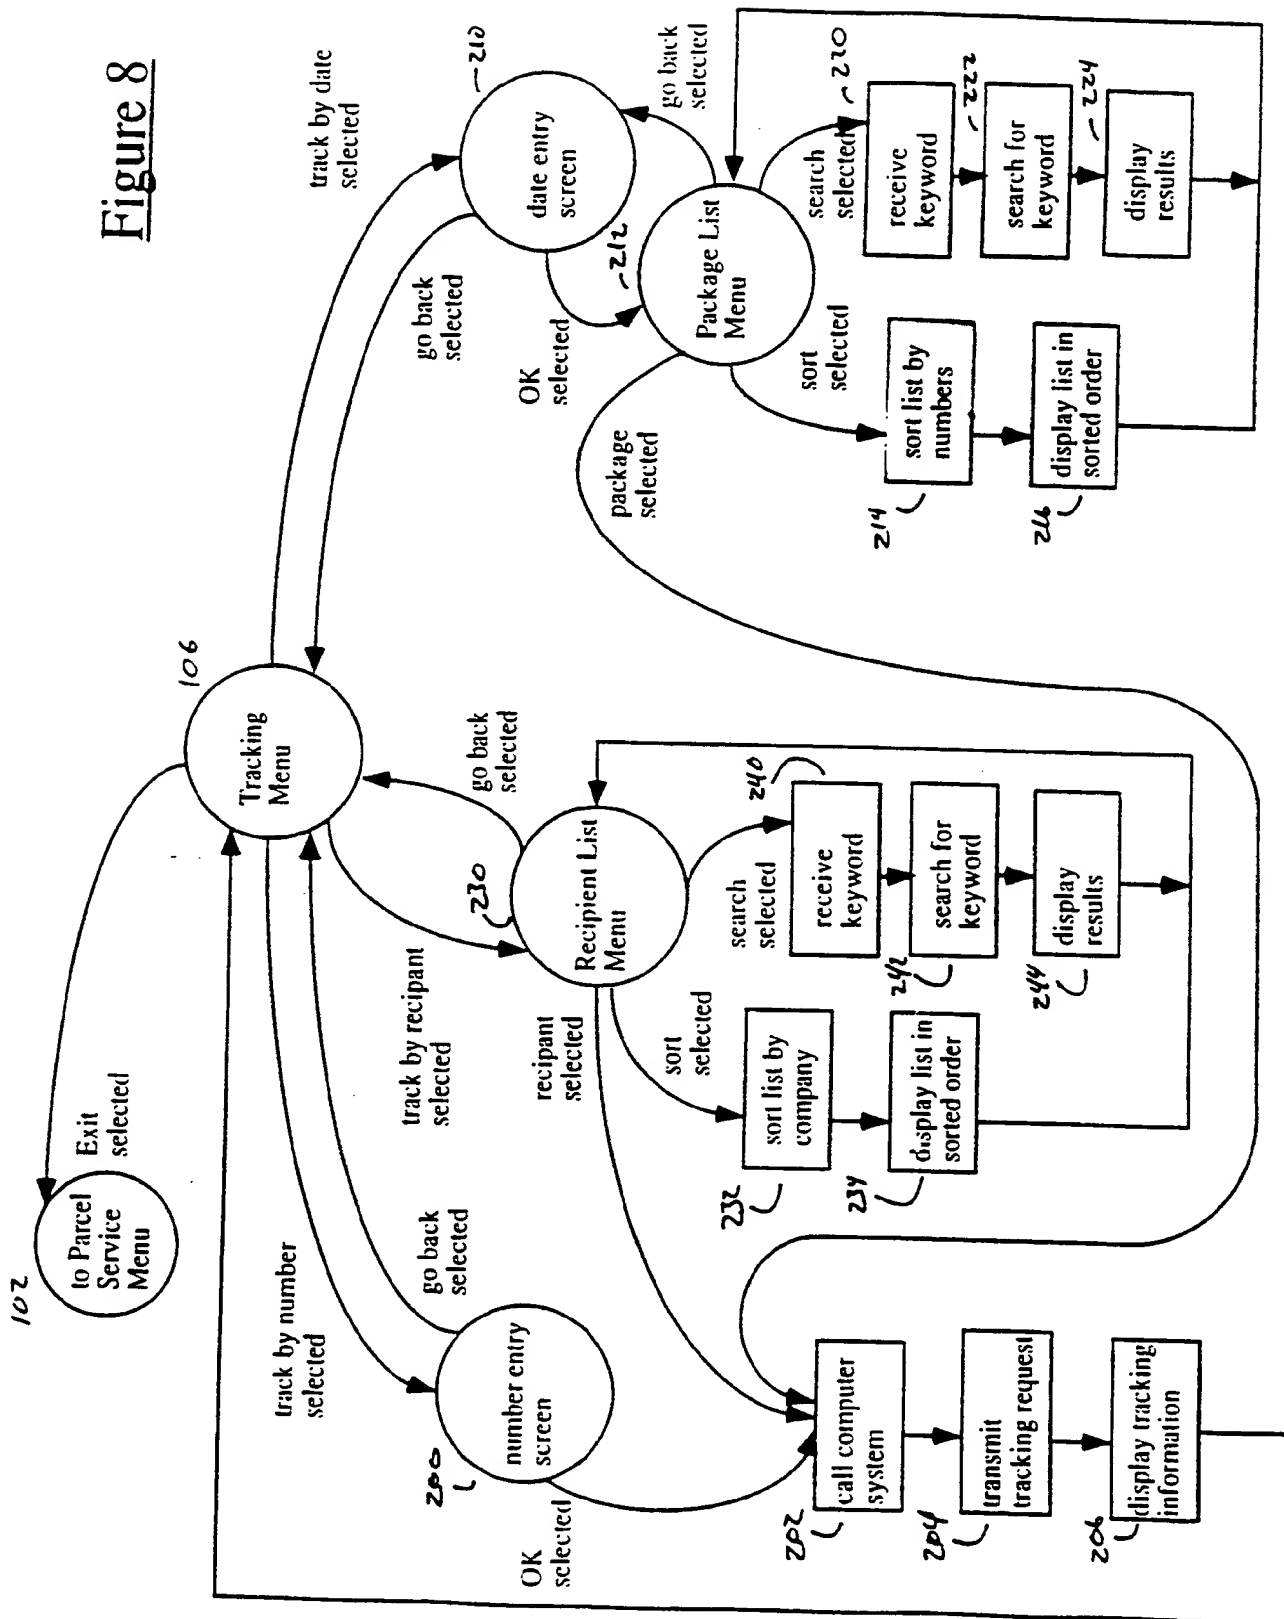 Figure 8
102
to Parcel
Service
Menu
Exit
selected
106
Tracking
Menu
track by number
selected
go back
selected
track by recipant
selected
go back
selected
go back
selected
track by date
selected
200
number entry
screen
OK
selected
230
Recipient List
Menu
recipant
selected
sort
selected
search
selected
210
date entry
screen
OK
selected
go back
selected
212
Package List
Menu
package
selected
sort
selected
search
selected
202
call computer
system
204
transmit
tracking request
206
display tracking
information
232
sort list by
company
234
display list in
sorted order
240
receive
keyword
242
search for
keyword
244
display
results
214
sort list by
numbers
216
display list in
sorted order
220
receive
keyword
222
search for
keyword
224
display
results